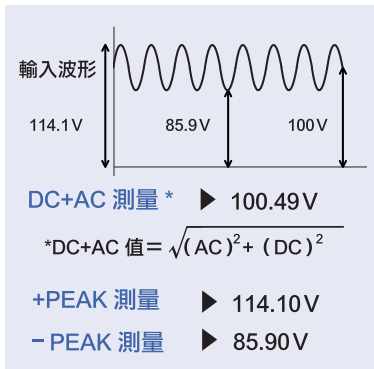 輸入波形
114.1V 85.9V 100V
DC+AC 測量 * ▶ 100.49V
*DC+AC 值=√(AC)²+(DC)²
+PEAK 測量 ▶ 114.10V
−PEAK 測量 ▶ 85.90V